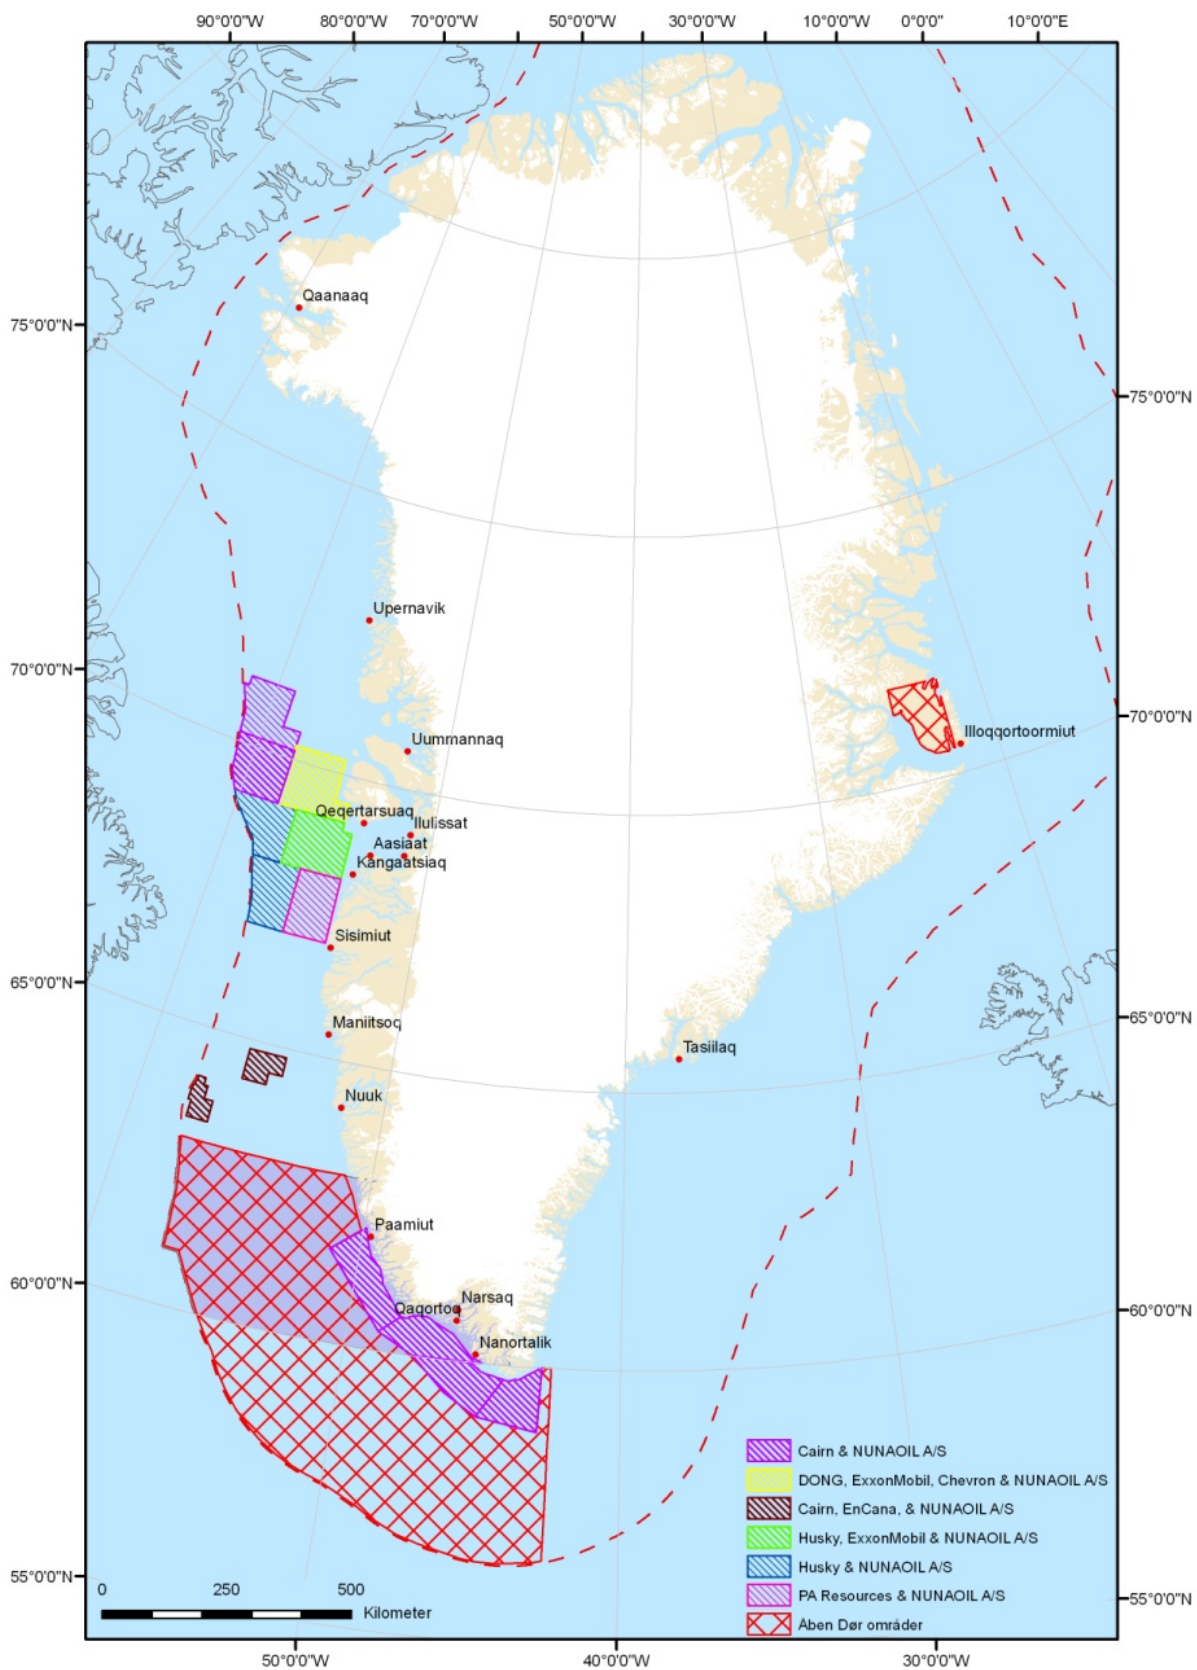 90°0'0"W 80°0'0"W 70°0'0"W 50°0'0"W 30°0'0"W 10°0'0"W 0°0'0" 10°0'0"E
Qaanaaq
75°0'0"N
75°0'0"N
Upernavik
70°0'0"N
70°0'0"N
Illoqqortoormiut
Uummannaq
Qeqertarsuaq
Ilulissat
Aasiaat
Kangaatsiaq
Sisimiut
65°0'0"N
65°0'0"N
Maniitsoq
Tasiilaq
Nuuk
Paamiut
60°0'0"N
Narsaq
60°0'0"N
Qaqortoq
Nanortalik
Cairn & NUNAOIL A/S
DONG, ExxonMobil, Chevron & NUNAOIL A/S
Cairn, EnCana, & NUNAOIL A/S
Husky, ExxonMobil & NUNAOIL A/S
Husky & NUNAOIL A/S
PA Resources & NUNAOIL A/S
Åben Dør områder
55°0'0"N
55°0'0"N
0 250 500
Kilometer
50°0'0"W 40°0'0"W 30°0'0"W